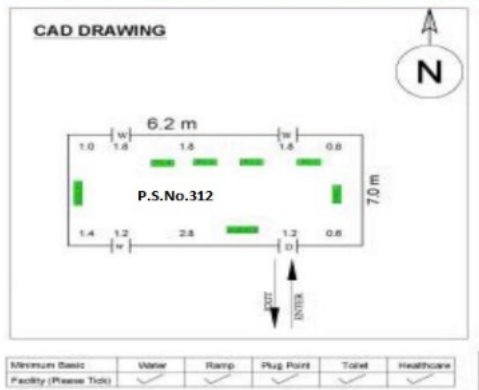 CAD DRAWING
N
6.2 m
W
W
1.0 1.8 1.8 1.8 0.8
P.S.No.312
7.0 m
1.4 1.2 2.8 1.2 0.6
W
D
EXIT
ENTER
Minimum Basic Facility (Please Tick)
Water
Ramp
Plug Point
Toilet
Healthcare